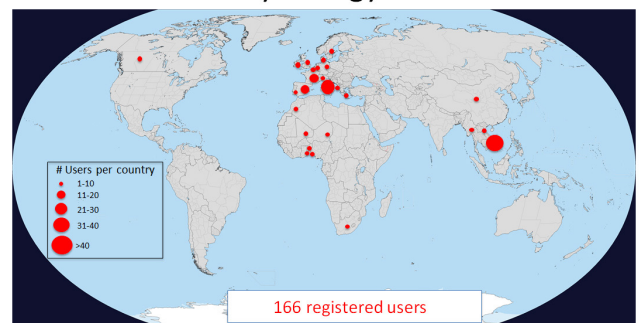 # Users per country
1-10
11-20
21-30
31-40
>40
166 registered users